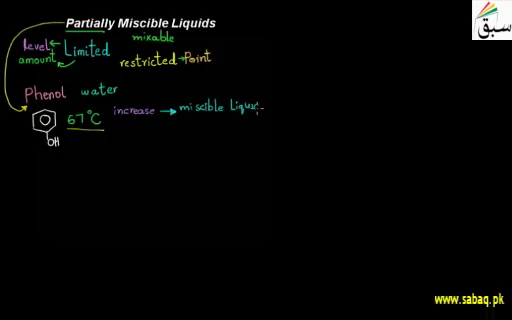 Partially Miscible Liquids
mixable
Level Limited
amount
restricted Point
Phenol water
67°C increase miscible Liqui
OH
سبق
www.sabaq.pk